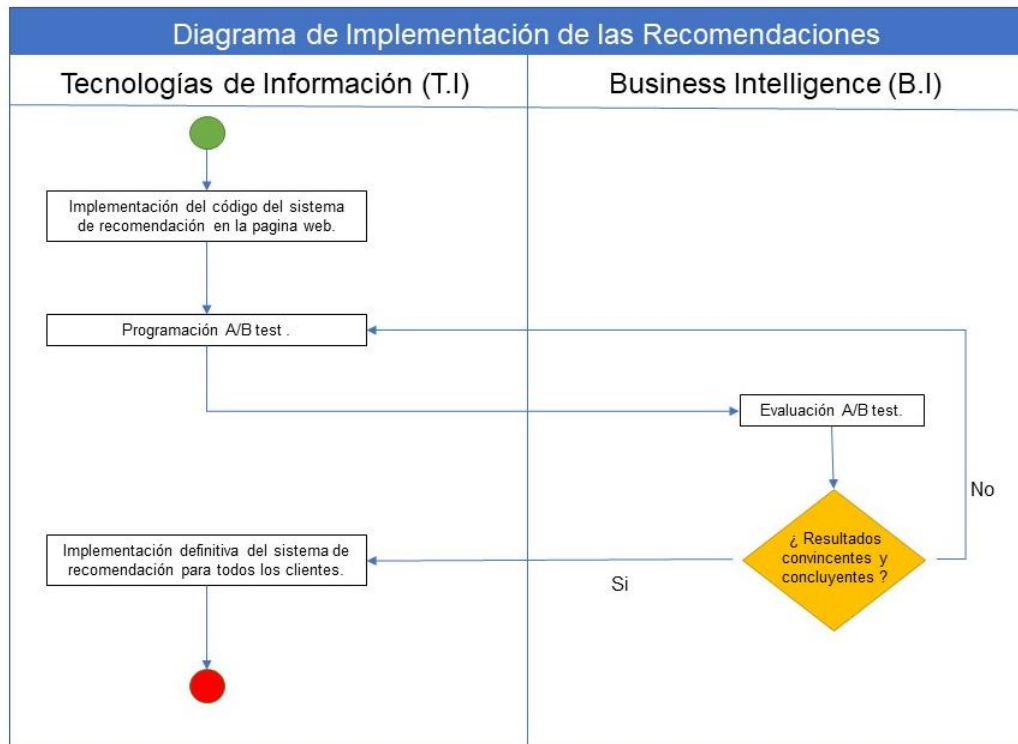 Diagrama de Implementación de las Recomendaciones
Tecnologías de Información (T.I)
Business Intelligence (B.I)
Implementación del código del sistema
de recomendación en la pagina web.
Programación A/B test .
Evaluación A/B test.
No
¿ Resultados
convincentes y
concluyentes ?
Implementación definitiva del sistema de
recomendación para todos los clientes.
Si